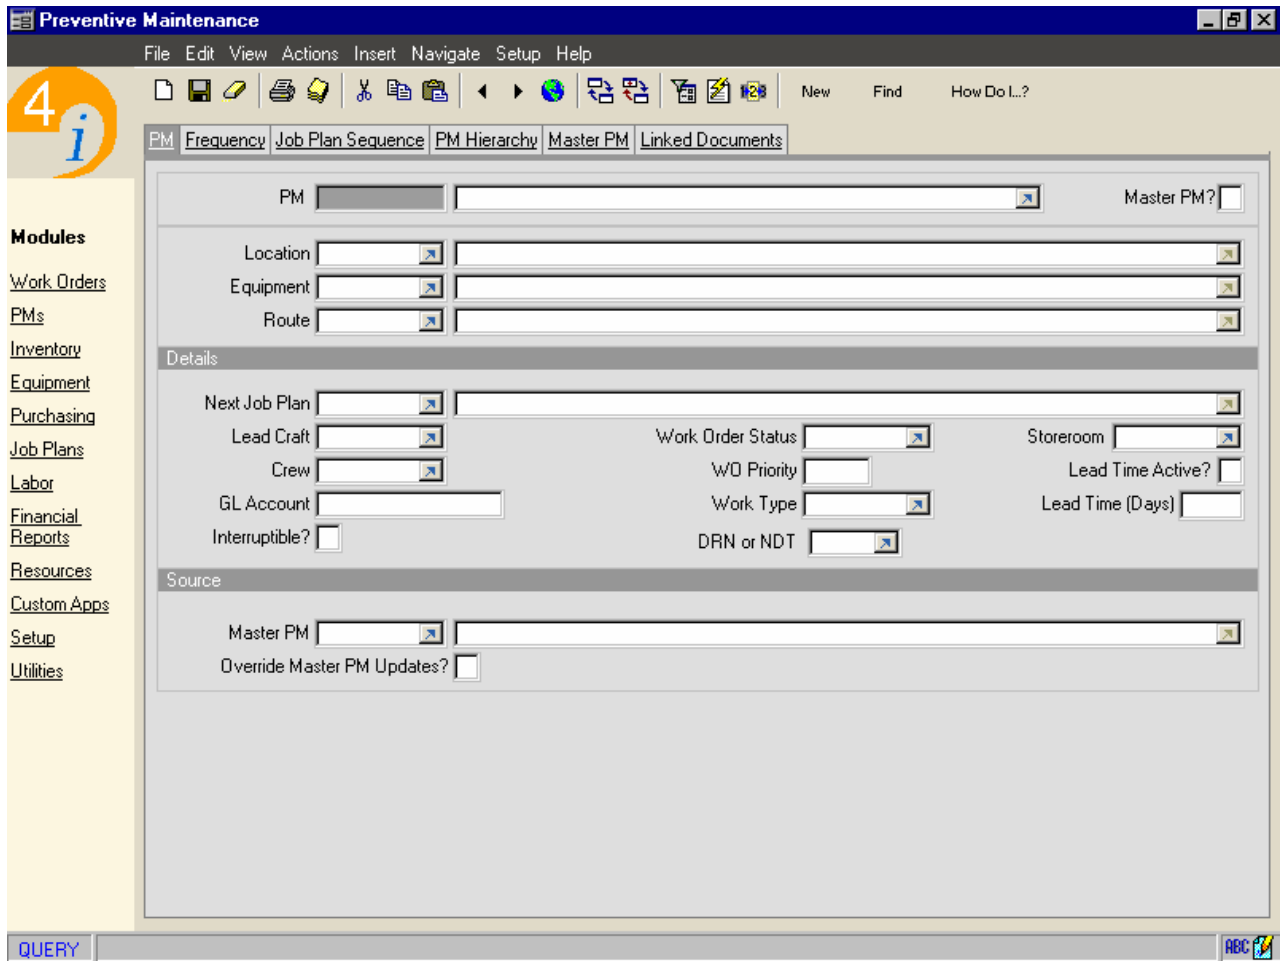 Preventive Maintenance
File Edit View Actions Insert Navigate Setup Help
4i
123
New Find How Do I...?
PM Frequency Job Plan Sequence PM Hierarchy Master PM Linked Documents
PM Master PM?
Modules
Location
Work Orders
Equipment
PMs
Route
Inventory
Details
Equipment
Next Job Plan
Purchasing
Lead Craft Work Order Status Storeroom
Job Plans
Crew WO Priority Lead Time Active?
Labor
GL Account Work Type Lead Time (Days)
Financial
Reports
Interruptible? DRN or NDT
Resources
Source
Custom Apps
Master PM
Setup
Override Master PM Updates?
Utilities
QUERY ABC